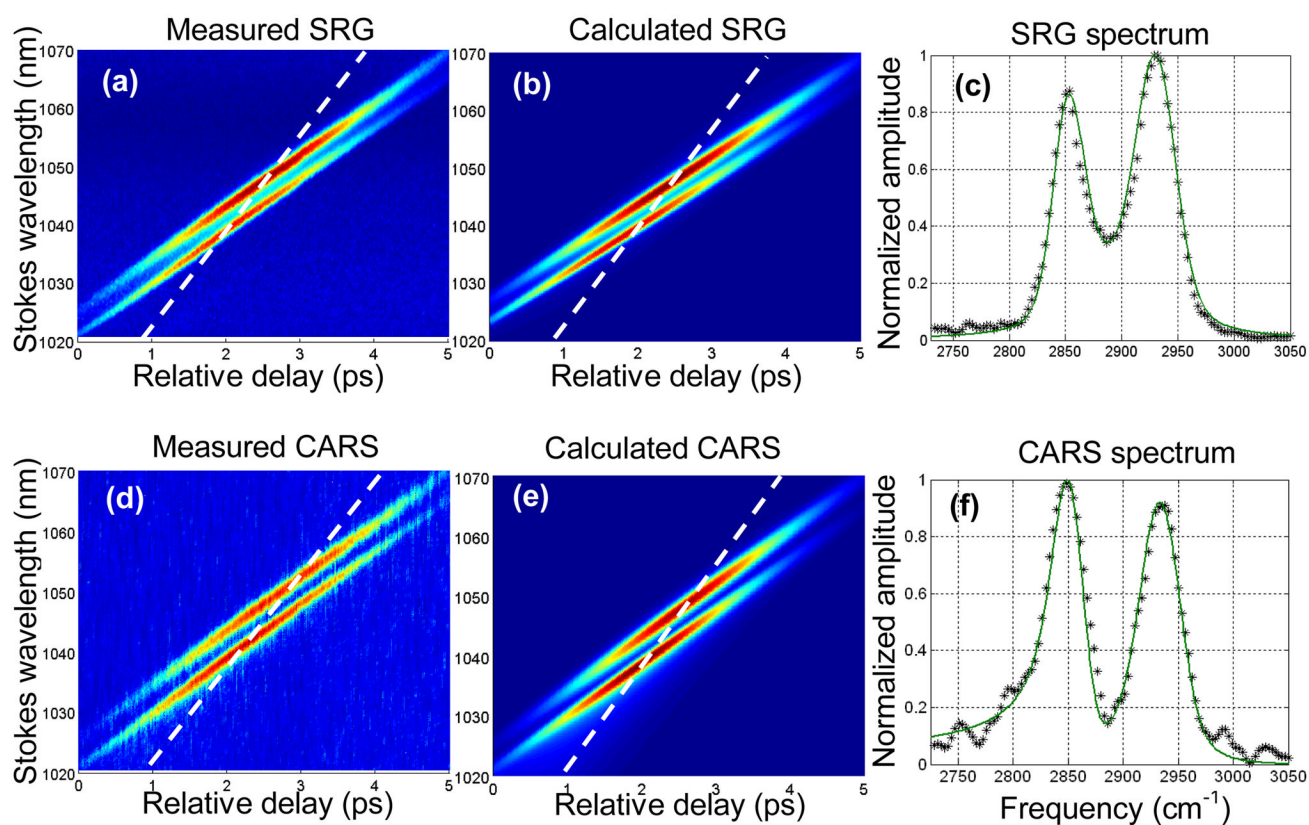 Measured SRG
Calculated SRG
SRG spectrum
(a)
(b)
(c)
Stokes wavelength (nm)
1070
1060
1050
1040
1030
1020
0 1 2 3 4 5
Relative delay (ps)
1070
1060
1050
1040
1030
1020
0 1 2 3 4 5
Relative delay (ps)
Normalized amplitude
1
0.8
0.6
0.4
0.2
0
2750 2800 2850 2900 2950 3000 3050
Measured CARS
Calculated CARS
CARS spectrum
(d)
(e)
(f)
Stokes wavelength (nm)
1070
1060
1050
1040
1030
1020
0 1 2 3 4 5
Relative delay (ps)
1070
1060
1050
1040
1030
1020
0 1 2 3 4 5
Relative delay (ps)
Normalized amplitude
1
0.8
0.6
0.4
0.2
0
2750 2800 2850 2900 2950 3000 3050
Frequency (cm⁻¹)